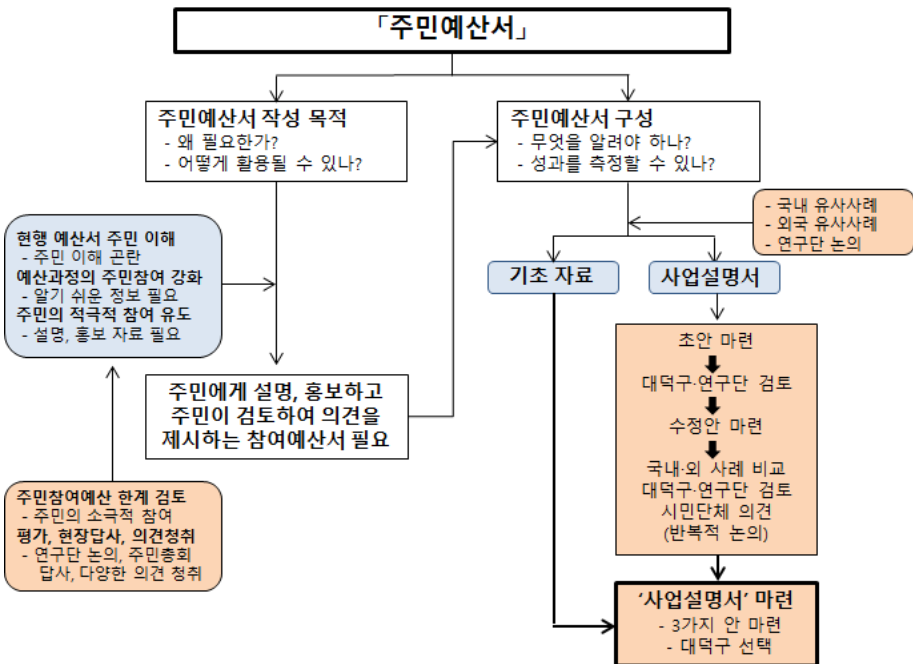 「주민예산서」
주민예산서 작성 목적
- 왜 필요한가?
- 어떻게 활용될 수 있나?
주민예산서 구성
- 무엇을 알려야 하나?
- 성과를 측정할 수 있나?
- 국내 유사사례
- 외국 유사사례
- 연구단 논의
현행 예산서 주민 이해
- 주민 이해 곤란
예산과정의 주민참여 강화
- 알기 쉬운 정보 필요
주민의 적극적 참여 유도
- 설명, 홍보 자료 필요
기초 자료
사업설명서
주민에게 설명, 홍보하고
주민이 검토하여 의견을
제시하는 참여예산서 필요
초안 마련
대덕구·연구단 검토
수정안 마련
국내·외 사례 비교
대덕구·연구단 검토
시민단체 의견
(반복적 논의)
주민참여예산 한계 검토
- 주민의 소극적 참여
평가, 현장답사, 의견청취
- 연구단 논의, 주민총회
답사, 다양한 의견 청취
‘사업설명서’ 마련
- 3가지 안 마련
- 대덕구 선택